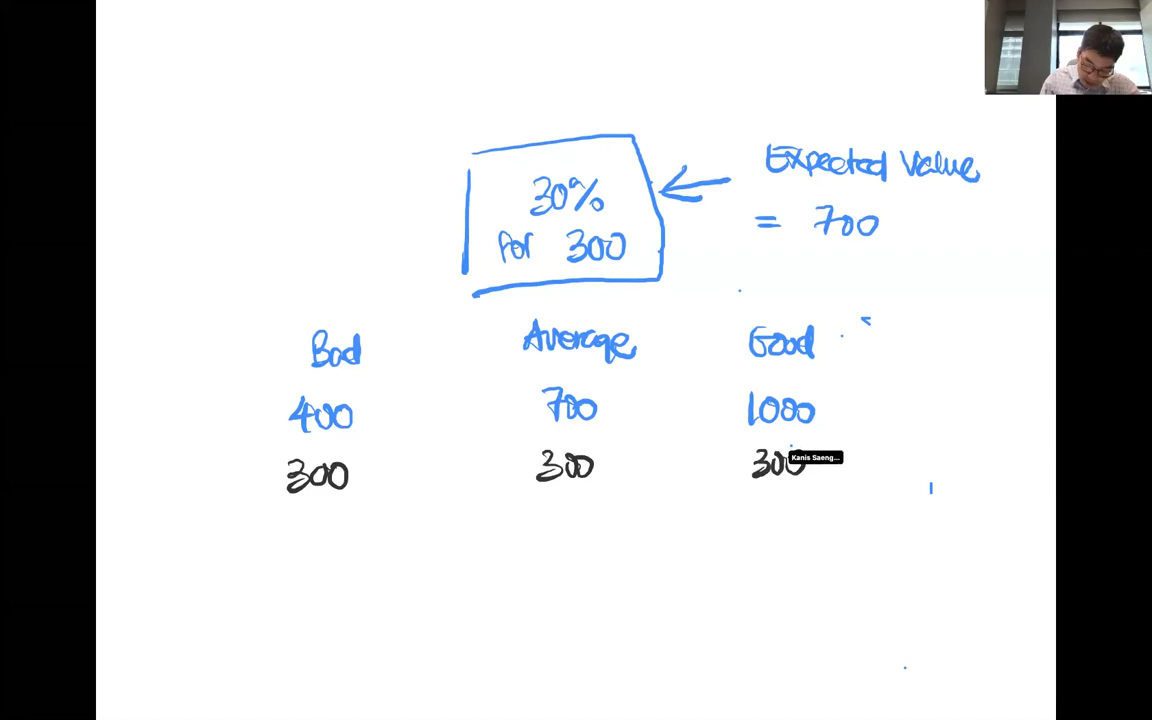 30%
for 300
Expected Value
= 700
Bad Average Good
400 700 1000
300 300 300
Kanis Saeng...